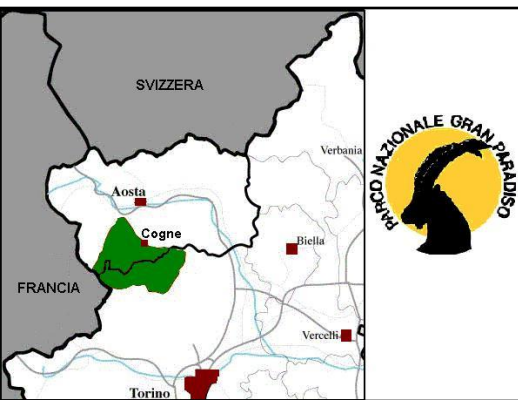 SVIZZERA
Verbania
Aosta
Cogne
Biella
FRANCIA
Vercelli
Torino
PARCO NAZIONALE GRAN PARADISO